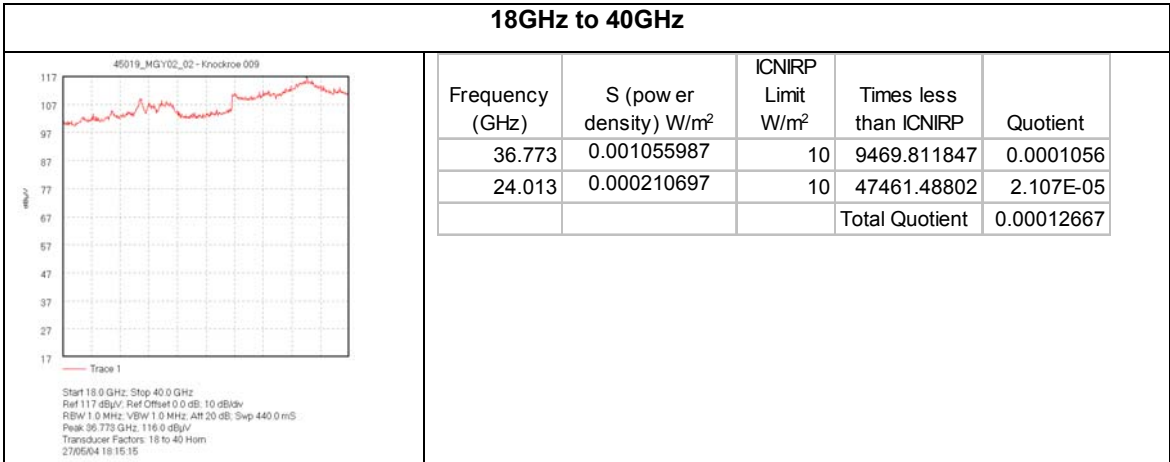 18GHz to 40GHz
45019_MGY02_02 - Knockroe 009
117
107
97
87
77
67
57
47
37
27
17
dBµV
Trace 1
Start 18.0 GHz; Stop 40.0 GHz
Ref 117 dBµV; Ref Offset 0.0 dB; 10 dB/div
RBW 1.0 MHz; VBW 1.0 MHz; Att 20 dB; Swp 440.0 mS
Peak 36.773 GHz, 116.0 dBµV
Transducer Factors: 18 to 40 Horn
27/05/04 18:15:15
Frequency (GHz) S (pow er density) W/m² ICNIRP Limit W/m² Times less than ICNIRP Quotient
36.773 0.001055987 10 9469.811847 0.0001056
24.013 0.000210697 10 47461.48802 2.107E-05
Total Quotient 0.00012667